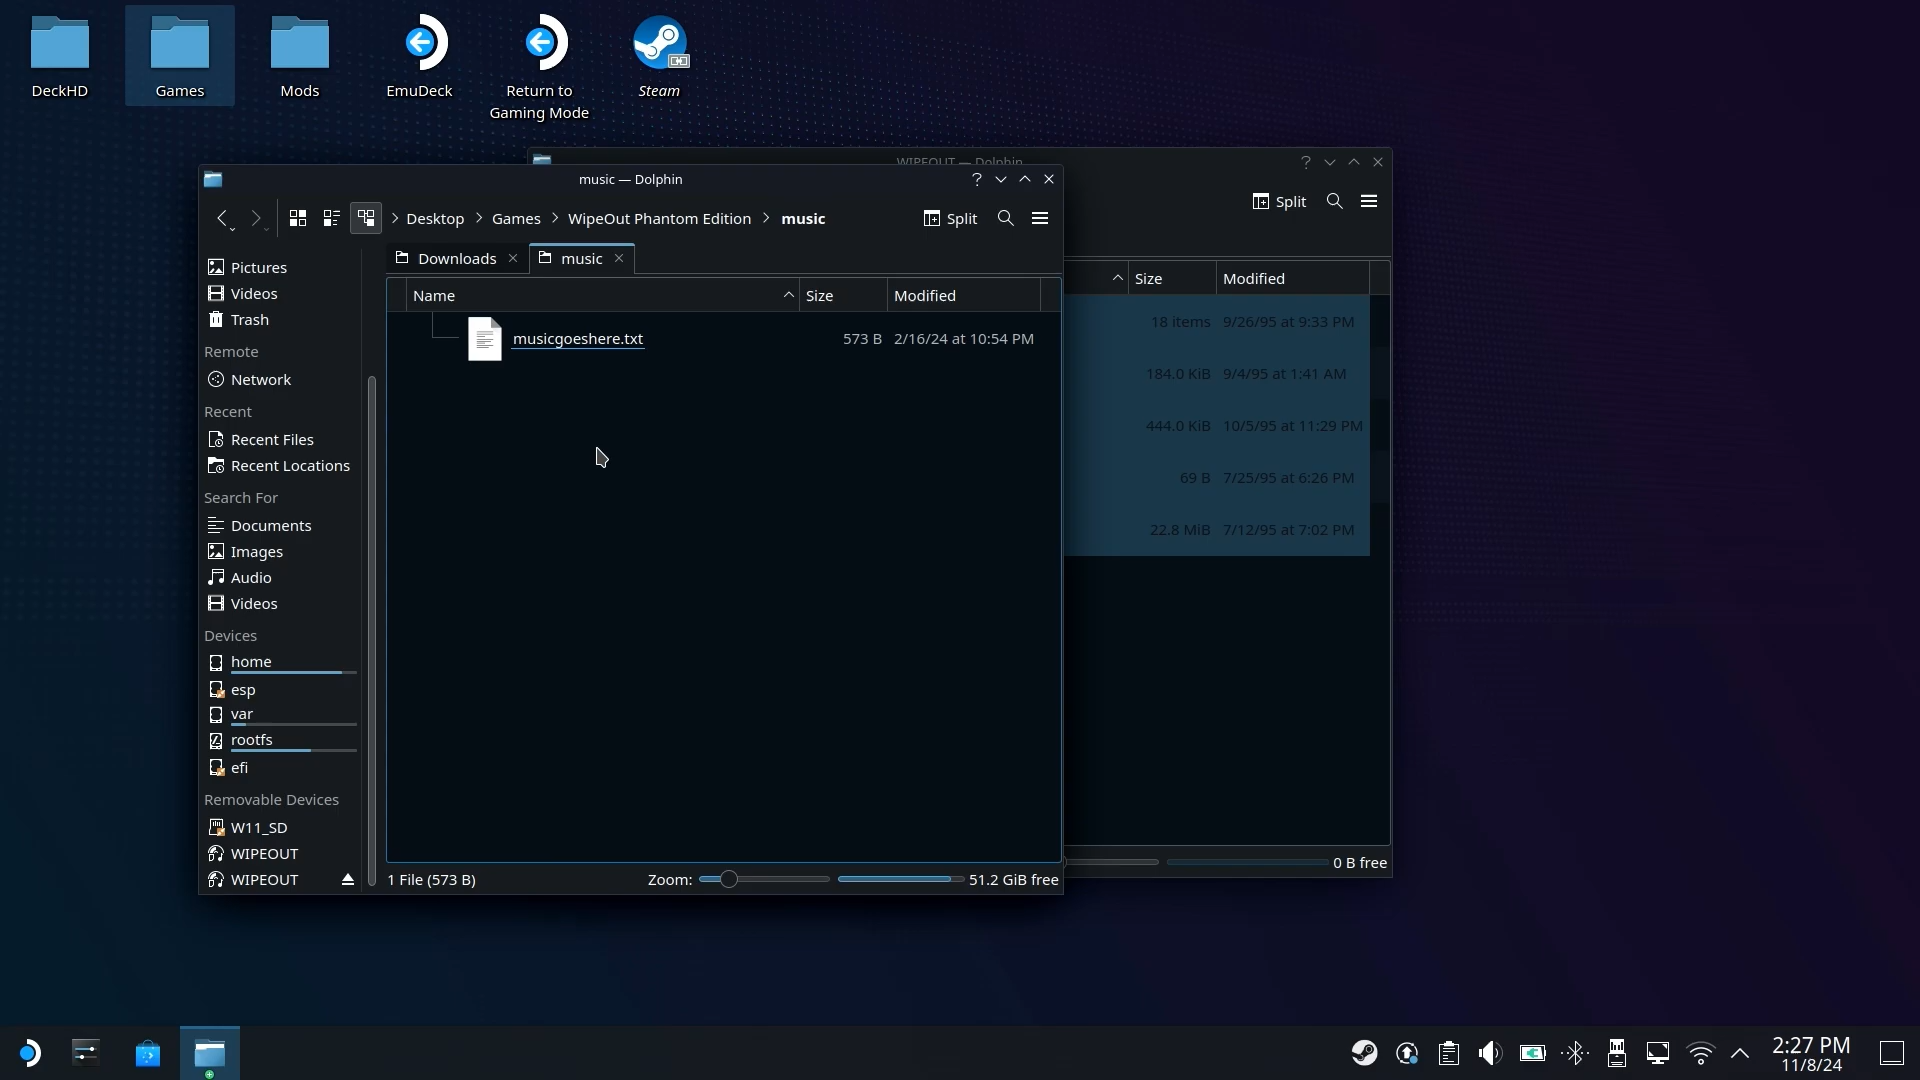 DeckHD
Games
Mods
EmuDeck
Return to
Gaming Mode
Steam
WIPEOUT — Dolphin
Split
Size
Modified
18 items 9/26/95 at 9:33 PM
184.0 KiB 9/4/95 at 1:41 AM
444.0 KiB 10/5/95 at 11:29 PM
69 B 7/25/95 at 6:26 PM
22.8 MiB 7/12/95 at 7:02 PM
0 B free
music — Dolphin
Desktop
Games
WipeOut Phantom Edition
music
Split
Pictures
Videos
Trash
Remote
Network
Recent
Recent Files
Recent Locations
Search For
Documents
Images
Audio
Videos
Devices
home
esp
var
rootfs
efi
Removable Devices
W11_SD
WIPEOUT
WIPEOUT
Downloads
music
Name
Size
Modified
musicgoeshere.txt 573 B 2/16/24 at 10:54 PM
1 File (573 B)
Zoom:
51.2 GiB free
2:27 PM
11/8/24